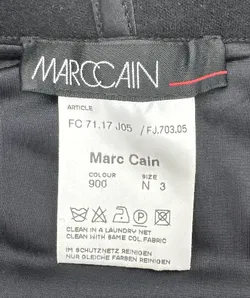 MARCCAIN
ARTICLE
FC 71.17 J05 / FJ.703.05
Marc Cain
COLOUR SIZE
900 N 3
CLEAN IN A LAUNDRY NET
CLEAN WITH SAME COL.FABRIC
IM SCHUTZNETZ REINIGEN
NUR GLEICHE FARBEN REINIGEN